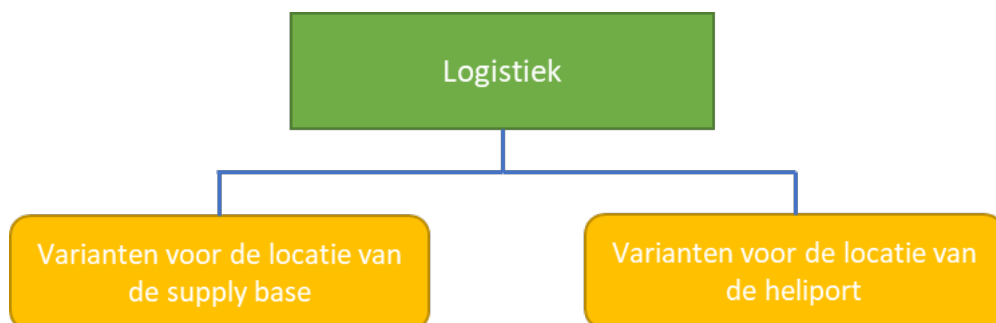 Logistiek
Varianten voor de locatie van
de supply base
Varianten voor de locatie van
de heliport